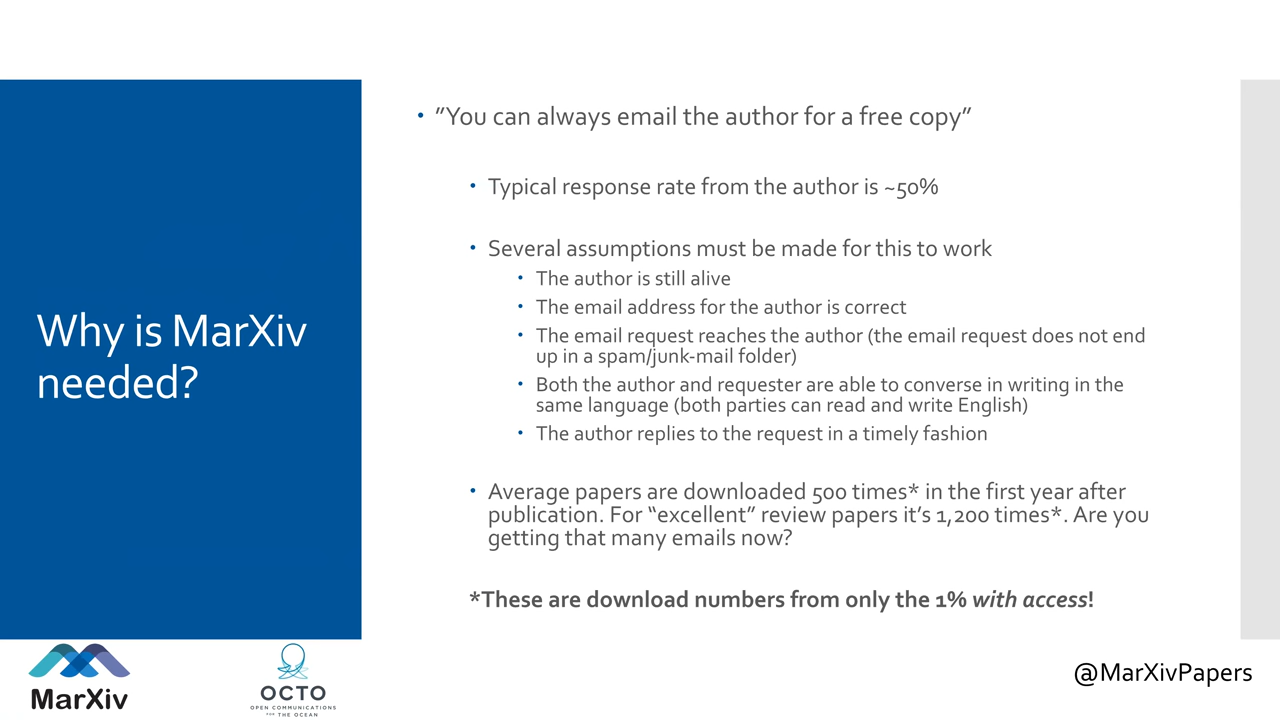 Why is MarXiv
needed?
• ”You can always email the author for a free copy”
• Typical response rate from the author is ~50%
• Several assumptions must be made for this to work
• The author is still alive
• The email address for the author is correct
• The email request reaches the author (the email request does not end
up in a spam/junk-mail folder)
• Both the author and requester are able to converse in writing in the
same language (both parties can read and write English)
• The author replies to the request in a timely fashion
• Average papers are downloaded 500 times* in the first year after
publication. For “excellent” review papers it’s 1,200 times*. Are you
getting that many emails now?
*These are download numbers from only the 1% with access!
MarXiv
OCTO
OPEN COMMUNICATIONS
FOR THE OCEAN
@MarXivPapers